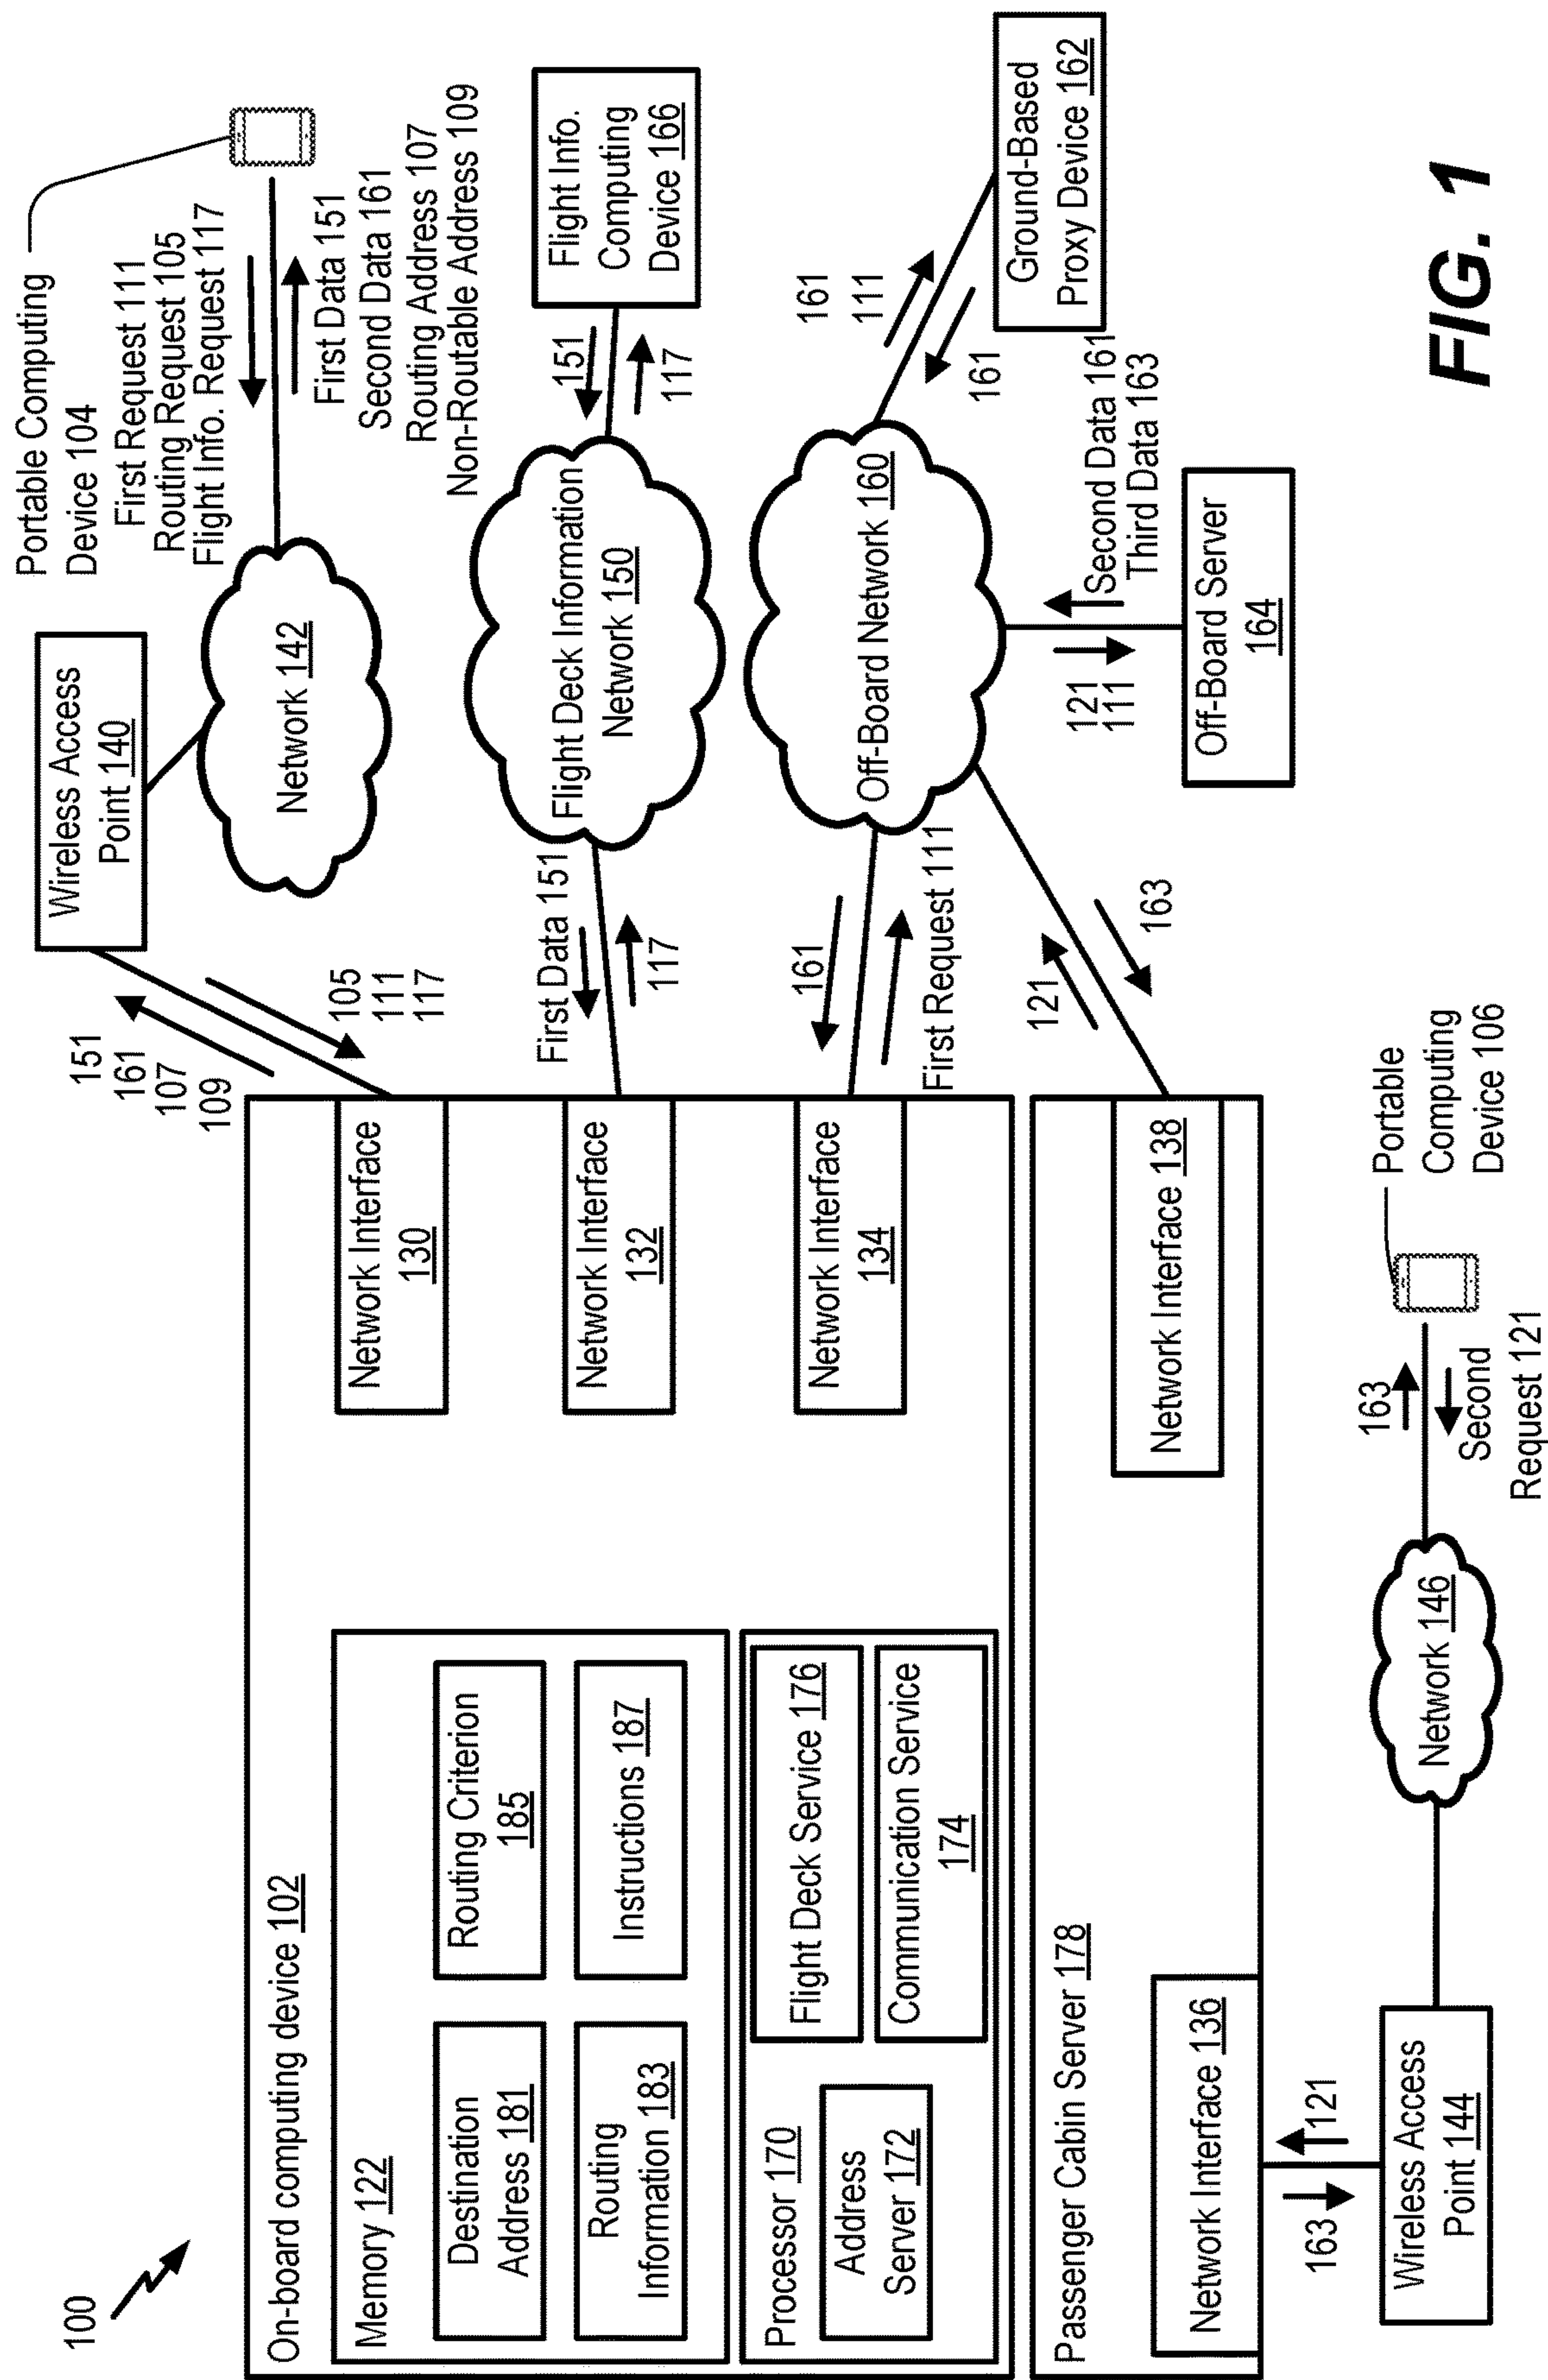 100
On-board computing device 102
Memory 122
Destination
Address 181
Routing Criterion
185
Routing
Information 183
Instructions 187
Processor 170
Address
Server 172
Flight Deck Service 176
Communication Service
174
Network Interface
130
Network Interface
132
Network Interface
134
Passenger Cabin Server 178
Network Interface 136
Network Interface 138
151
161
107
109
105
111
117
Wireless Access
Point 140
Network 142
Portable Computing
Device 104
First Request 111
Routing Request 105
Flight Info. Request 117
First Data 151
Second Data 161
Routing Address 107
Non-Routable Address 109
First Data 151
117
Flight Deck Information
Network 150
151
117
Flight Info.
Computing
Device 166
161
First Request 111
Off-Board Network 160
161
111
161
Ground-Based
Proxy Device 162
121
163
121
111
Second Data 161
Third Data 163
Off-Board Server
164
163
121
Wireless Access
Point 144
Network 146
163
Second
Request 121
Portable
Computing
Device 106
FIG. 1